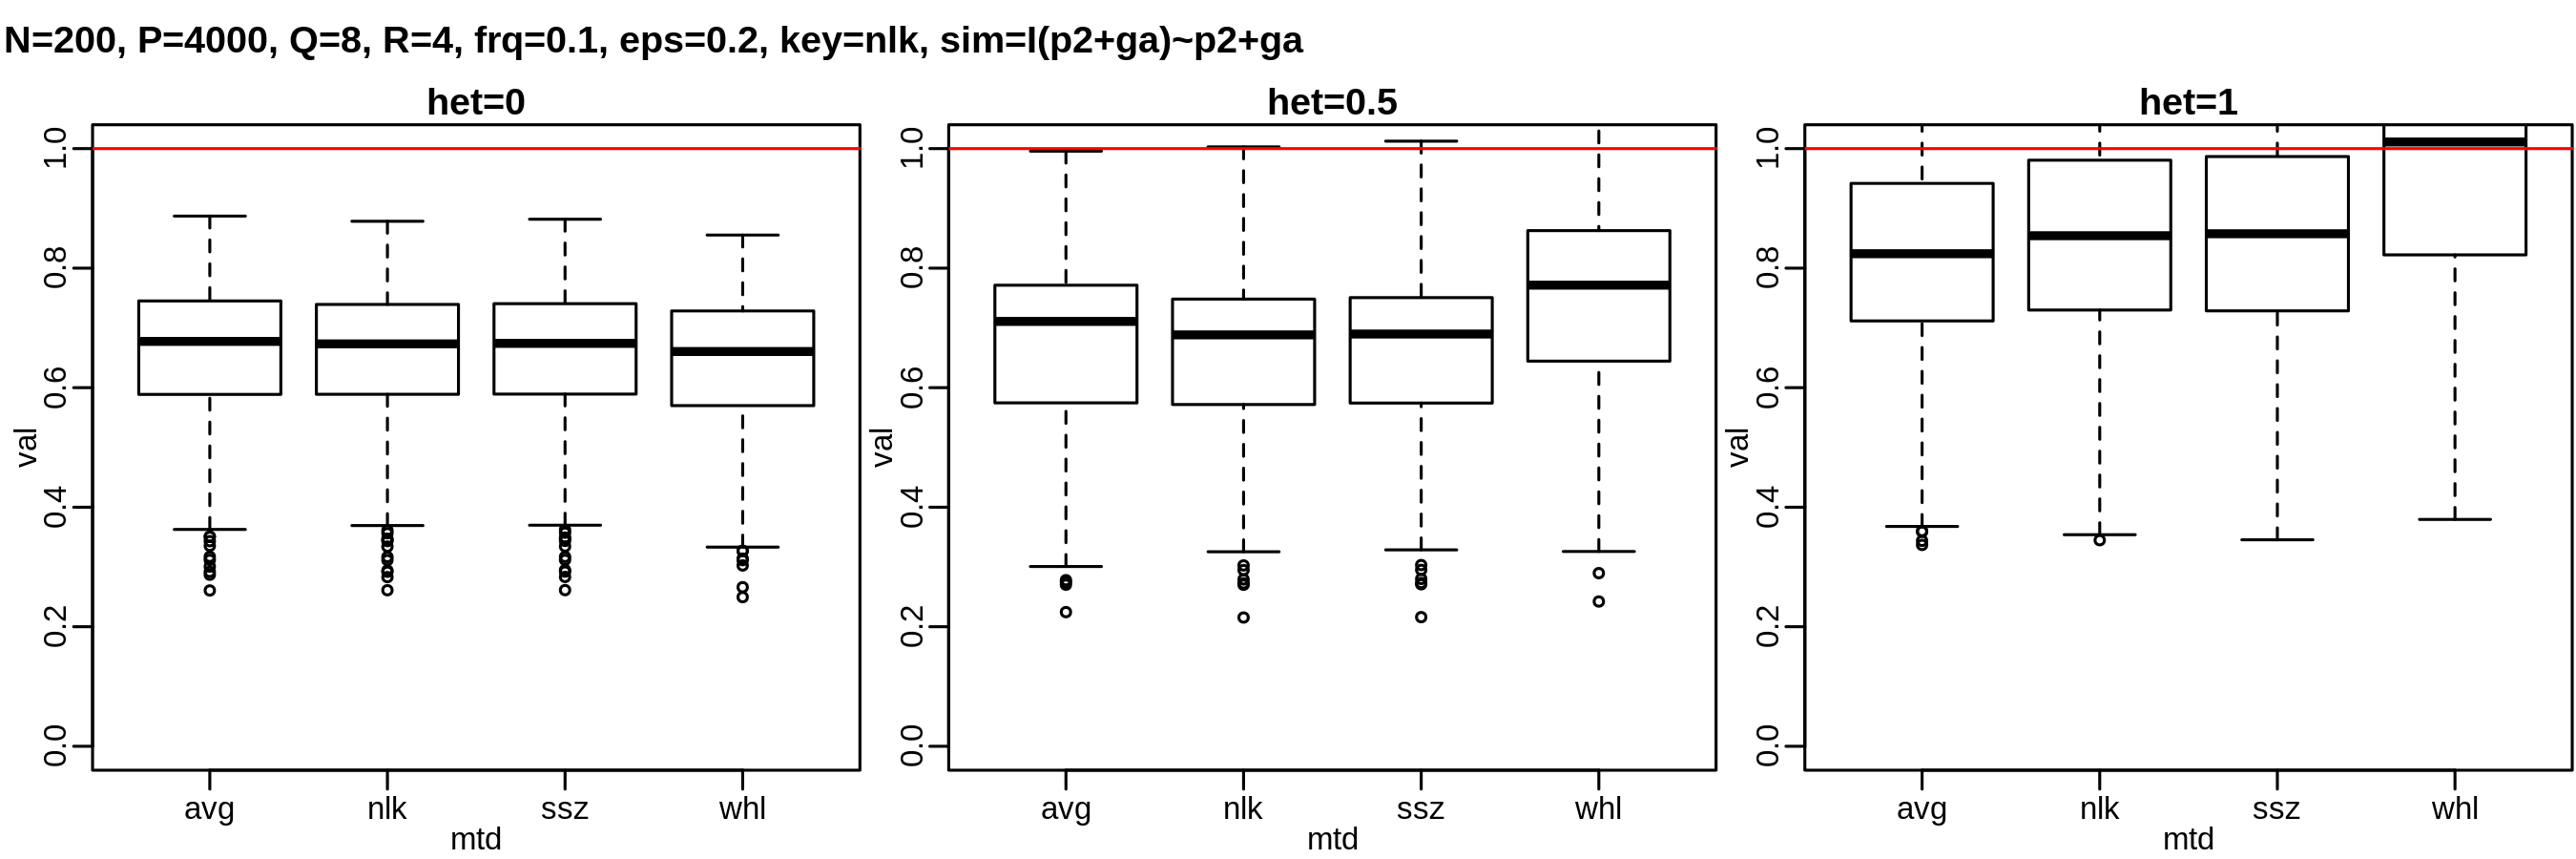 N=200, P=4000, Q=8, R=4, frq=0.1, eps=0.2, key=nlk, sim=I(p2+ga)~p2+ga
het=0
val
1.0
0.8
0.6
0.4
0.2
0.0
avg nlk ssz whl
mtd
het=0.5
val
1.0
0.8
0.6
0.4
0.2
0.0
avg nlk ssz whl
mtd
het=1
val
1.0
0.8
0.6
0.4
0.2
0.0
avg nlk ssz whl
mtd